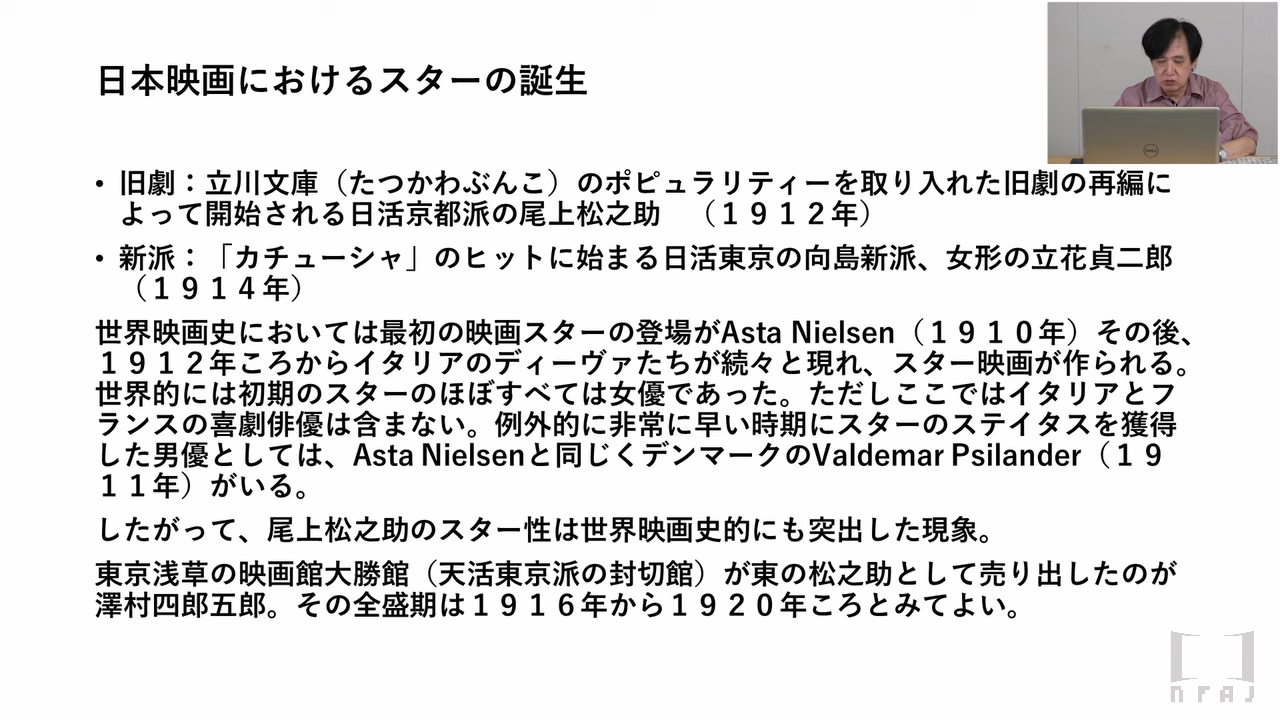 日本映画におけるスターの誕生
• 旧劇：立川文庫（たつかわぶんこ）のポピュラリティーを取り入れた旧劇の再編に
よって開始される日活京都派の尾上松之助　（１９１２年）
• 新派：「カチューシャ」のヒットに始まる日活東京の向島新派、女形の立花貞二郎
（１９１４年）
世界映画史においては最初の映画スターの登場がAsta Nielsen（１９１０年）その後、
１９１２年ころからイタリアのディーヴァたちが続々と現れ、スター映画が作られる。
世界的には初期のスターのほぼすべては女優であった。ただしここではイタリアとフ
ランスの喜劇俳優は含まない。例外的に非常に早い時期にスターのステイタスを獲得
した男優としては、Asta Nielsenと同じくデンマークのValdemar Psilander（１９
１１年）がいる。
したがって、尾上松之助のスター性は世界映画史的にも突出した現象。
東京浅草の映画館大勝館（天活東京派の封切館）が東の松之助として売り出したのが
澤村四郎五郎。その全盛期は１９１６年から１９２０年ころとみてよい。
DELL
NFAJ